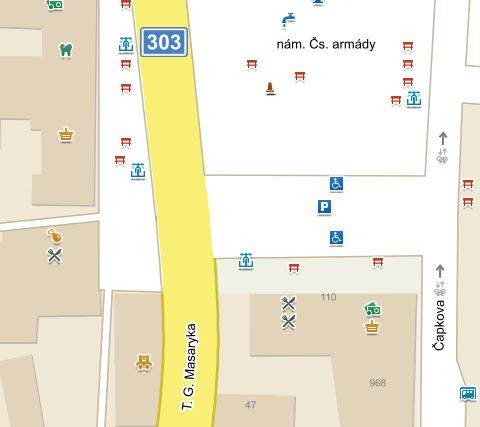 303
nám. Čs. armády
P
110
Čapkova
T. G. Masaryka
968
47